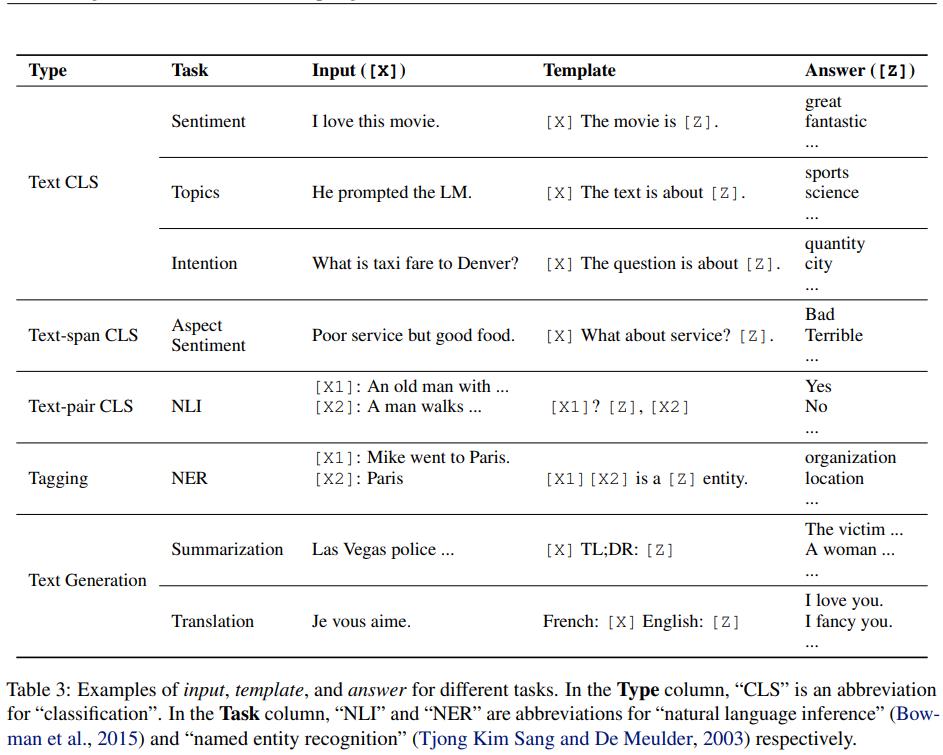 Type Task Input ([X]) Template Answer ([Z])
Text CLS
Sentiment I love this movie. [X] The movie is [Z]. great
fantastic
...
Topics He prompted the LM. [X] The text is about [Z]. sports
science
...
Intention What is taxi fare to Denver? [X] The question is about [Z]. quantity
city
...
Text-span CLS Aspect
Sentiment Poor service but good food. [X] What about service? [Z]. Bad
Terrible
...
Text-pair CLS NLI [X1]: An old man with ...
[X2]: A man walks ... [X1]? [Z], [X2] Yes
No
...
Tagging NER [X1]: Mike went to Paris.
[X2]: Paris [X1][X2] is a [Z] entity. organization
location
...
Text Generation
Summarization Las Vegas police ... [X] TL;DR: [Z] The victim ...
A woman ...
...
Translation Je vous aime. French: [X] English: [Z] I love you.
I fancy you.
...
Table 3: Examples of input, template, and answer for different tasks. In the Type column, “CLS” is an abbreviation
for “classification”. In the Task column, “NLI” and “NER” are abbreviations for “natural language inference” (Bow-
man et al., 2015) and “named entity recognition” (Tjong Kim Sang and De Meulder, 2003) respectively.